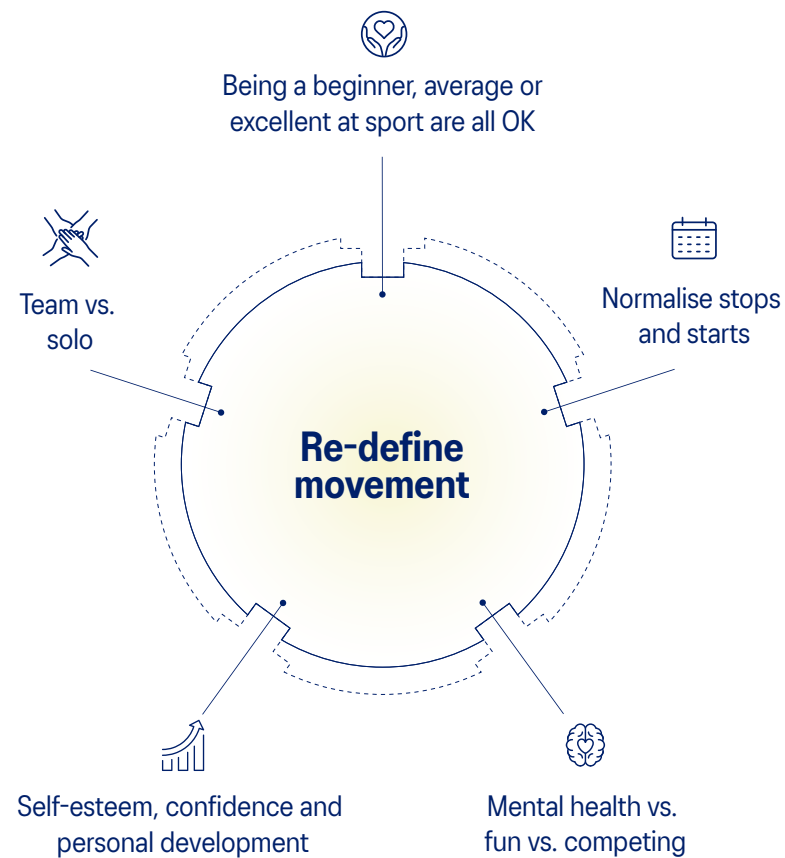 Being a beginner, average or
excellent at sport are all OK
Team vs.
solo
Normalise stops
and starts
Re-define
movement
Self-esteem, confidence and
personal development
Mental health vs.
fun vs. competing